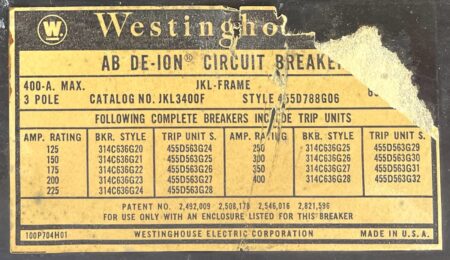 W
Westinghou
AB DE-ION® CIRCUIT BREAKER
400-A. MAX. JKL-FRAME
3 POLE CATALOG NO. JKL3400F STYLE 455D788G06
FOLLOWING COMPLETE BREAKERS INCLUDE TRIP UNITS
AMP. RATING BKR. STYLE TRIP UNIT S. AMP. RATING BKR. STYLE TRIP UNIT S.
125 314C636G20 455D563G24 250 314C636G25 455D563G29
150 314C636G21 455D563G25 300 314C636G26 455D563G30
175 314C636G22 455D563G26 350 314C636G27 455D563G31
200 314C636G23 455D563G27 400 314C636G28 455D563G32
225 314C636G24 455D563G28
PATENT NO. 2,492,009 2,508,178 2,546,016 2,821,596
FOR USE ONLY WITH AN ENCLOSURE LISTED FOR THIS BREAKER
100P704H01 WESTINGHOUSE ELECTRIC CORPORATION MADE IN U.S.A.